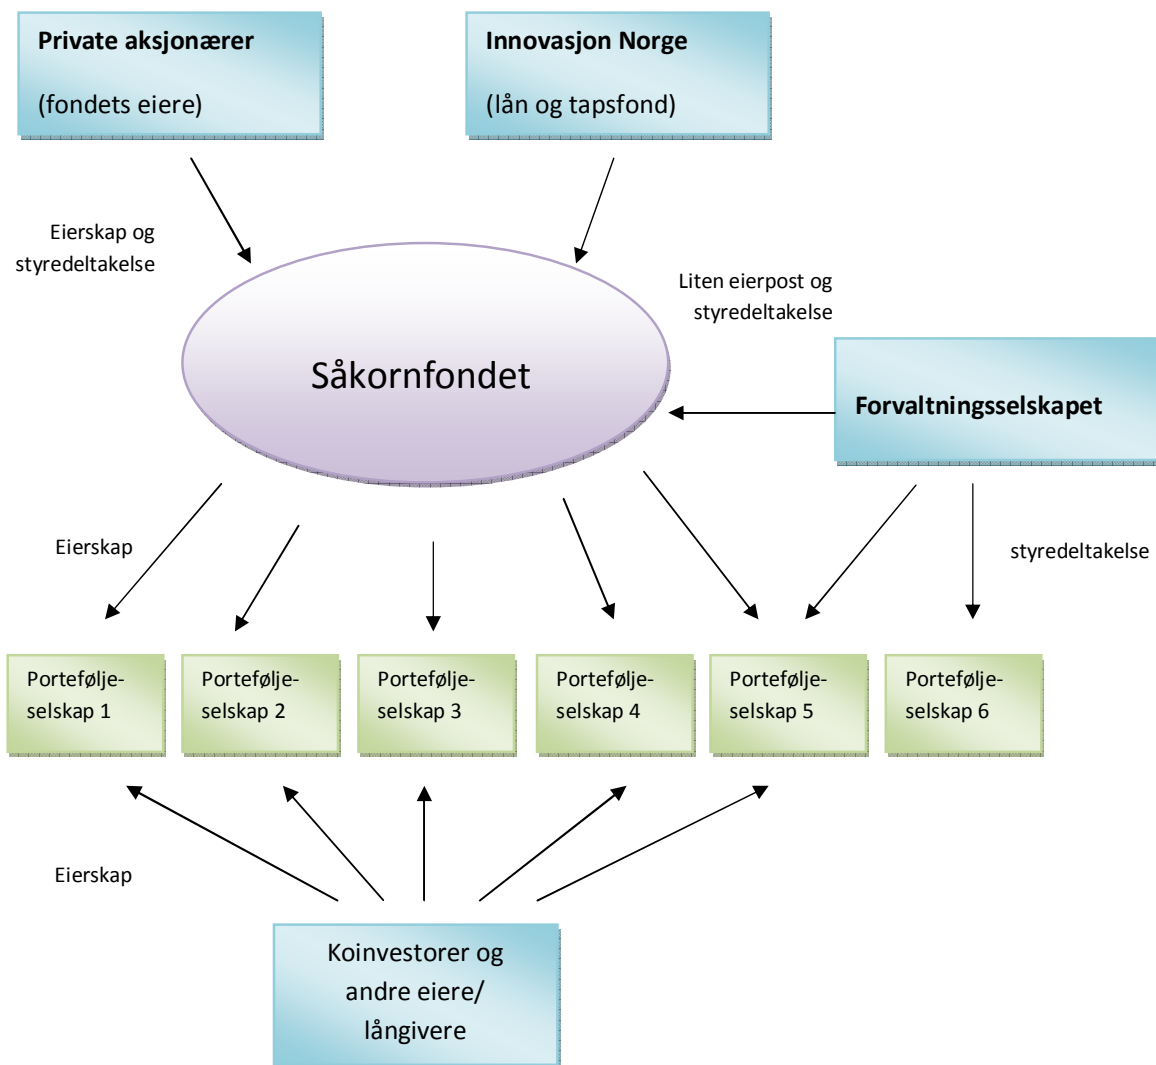 Private aksjonærer
(fondets eiere)
Innovasjon Norge
(lån og tapsfond)
Eierskap og
styredeltakelse
Liten eierpost og
styredeltakelse
Såkornfondet
Forvaltningsselskapet
Eierskap
styredeltakelse
Portefølje-
selskap 1
Portefølje-
selskap 2
Portefølje-
selskap 3
Portefølje-
selskap 4
Portefølje-
selskap 5
Portefølje-
selskap 6
Eierskap
Koinvestorer og
andre eiere/
långivere